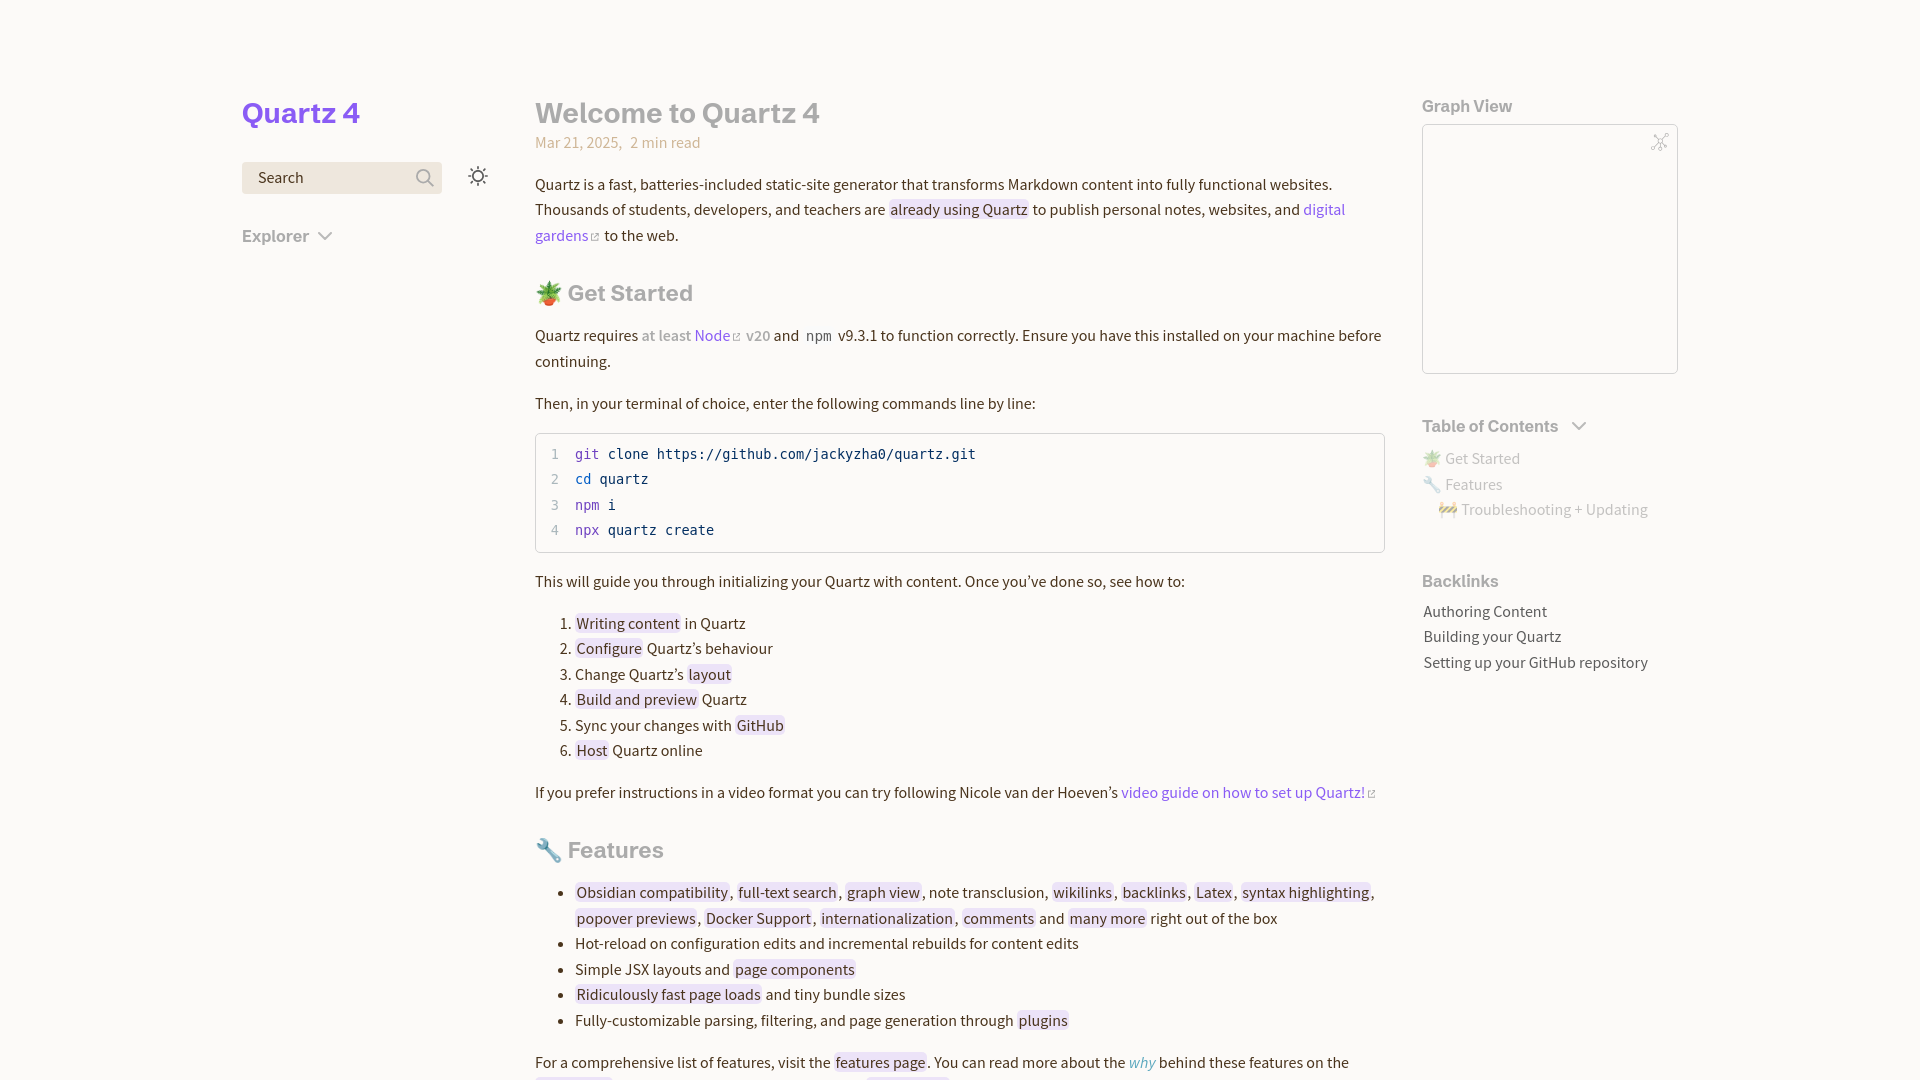 Quartz 4
Search
Explorer
Welcome to Quartz 4
Mar 21, 2025, 2 min read
Quartz is a fast, batteries-included static-site generator that transforms Markdown content into fully functional websites.
Thousands of students, developers, and teachers are already using Quartz to publish personal notes, websites, and digital
gardens to the web.
🪴 Get Started
Quartz requires at least Node v20 and npm v9.3.1 to function correctly. Ensure you have this installed on your machine before
continuing.
Then, in your terminal of choice, enter the following commands line by line:
1 git clone https://github.com/jackyzha0/quartz.git
2 cd quartz
3 npm i
4 npx quartz create
This will guide you through initializing your Quartz with content. Once you’ve done so, see how to:
1. Writing content in Quartz
2. Configure Quartz’s behaviour
3. Change Quartz’s layout
4. Build and preview Quartz
5. Sync your changes with GitHub
6. Host Quartz online
If you prefer instructions in a video format you can try following Nicole van der Hoeven’s video guide on how to set up Quartz!
🔧 Features
• Obsidian compatibility, full-text search, graph view, note transclusion, wikilinks, backlinks, Latex, syntax highlighting,
popover previews, Docker Support, internationalization, comments and many more right out of the box
• Hot-reload on configuration edits and incremental rebuilds for content edits
• Simple JSX layouts and page components
• Ridiculously fast page loads and tiny bundle sizes
• Fully-customizable parsing, filtering, and page generation through plugins
For a comprehensive list of features, visit the features page. You can read more about the why behind these features on the
Graph View
Table of Contents
🪴 Get Started
🔧 Features
🚧 Troubleshooting + Updating
Backlinks
Authoring Content
Building your Quartz
Setting up your GitHub repository